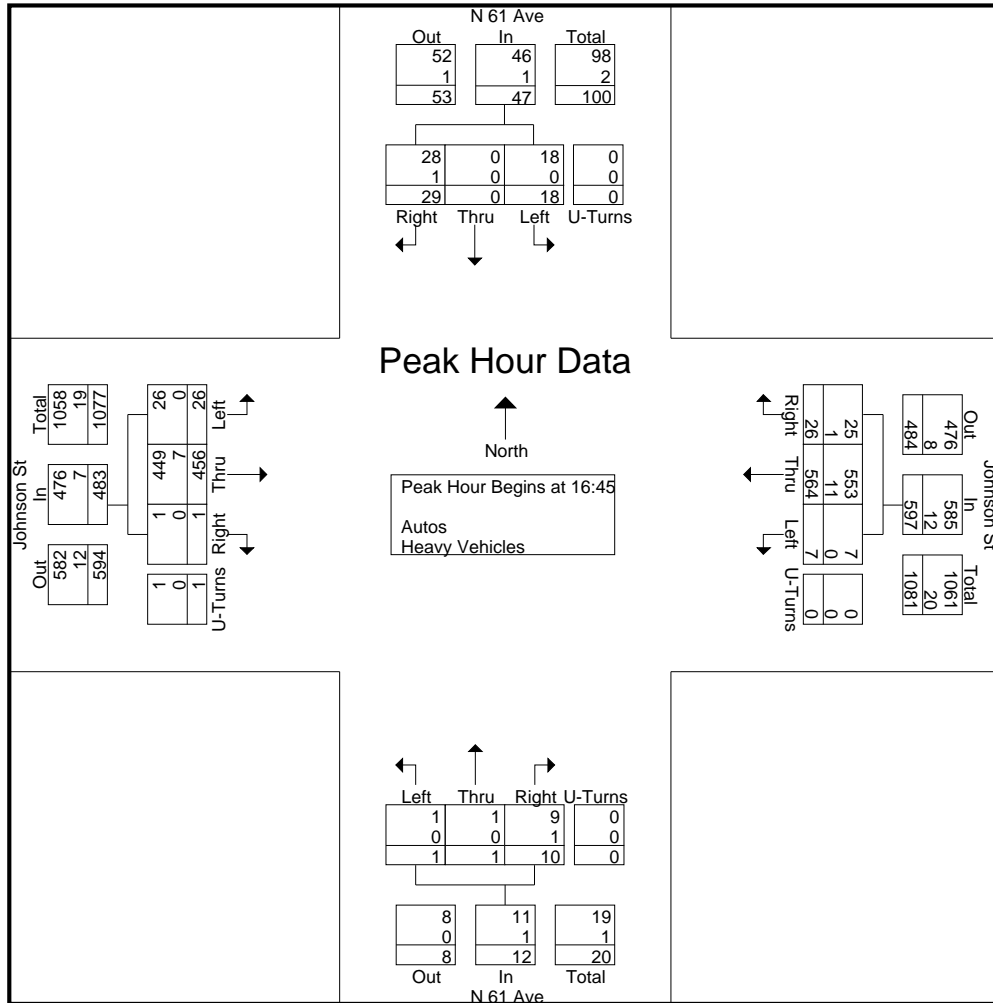 N 61 Ave
Out In Total
52 46 98
1 1 2
53 47 100
28 0 18 0
1 0 0 0
29 0 18 0
Right Thru Left U-Turns
Peak Hour Data
North
Peak Hour Begins at 16:45
Autos
Heavy Vehicles
Johnson St
Total In Out
1058 476 582
19 7 12
1077 483 594
Left Thru Right U-Turns
26 449 1 1
0 7 0 0
26 456 1 1
Johnson St
Out In Total
476 585 1061
8 12 20
484 597 1081
Right Thru Left U-Turns
25 553 7 0
1 11 0 0
26 564 7 0
Left Thru Right U-Turns
1 1 9 0
0 0 1 0
1 1 10 0
8 11 19
0 1 1
8 12 20
Out In Total
N 61 Ave